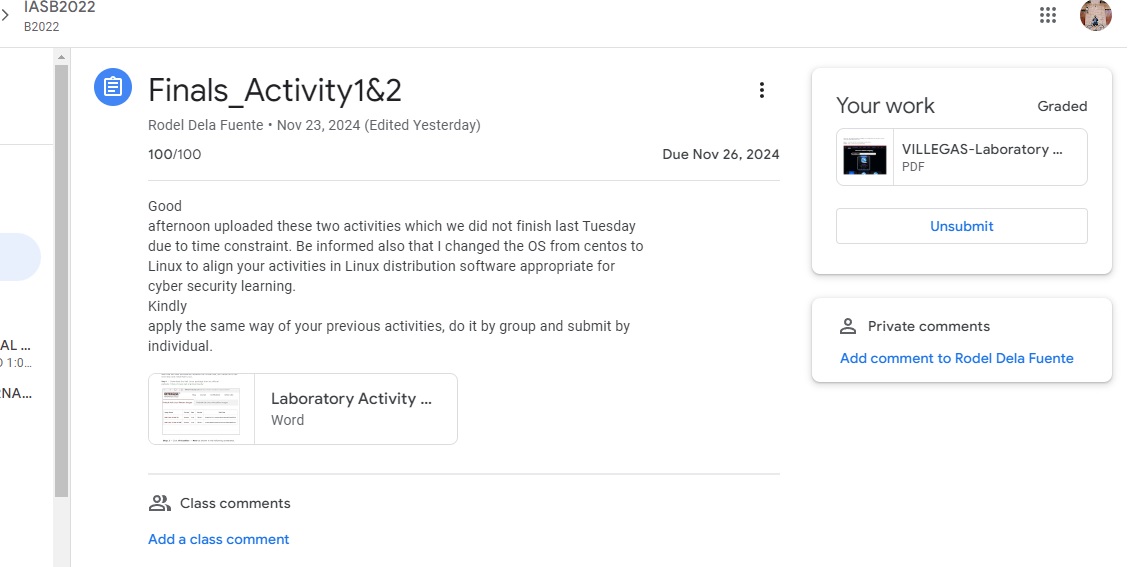 IASB2022
B2022
Finals_Activity1&2
Rodel Dela Fuente • Nov 23, 2024 (Edited Yesterday)
100/100
Due Nov 26, 2024
Good
afternoon uploaded these two activities which we did not finish last Tuesday
due to time constraint. Be informed also that I changed the OS from centos to
Linux to align your activities in Linux distribution software appropriate for
cyber security learning.
Kindly
apply the same way of your previous activities, do it by group and submit by
individual.
Laboratory Activity ...
Word
Class comments
Add a class comment
Your work
Graded
VILLEGAS-Laboratory ...
PDF
Unsubmit
Private comments
Add comment to Rodel Dela Fuente
AL ...
1:0...
NA...